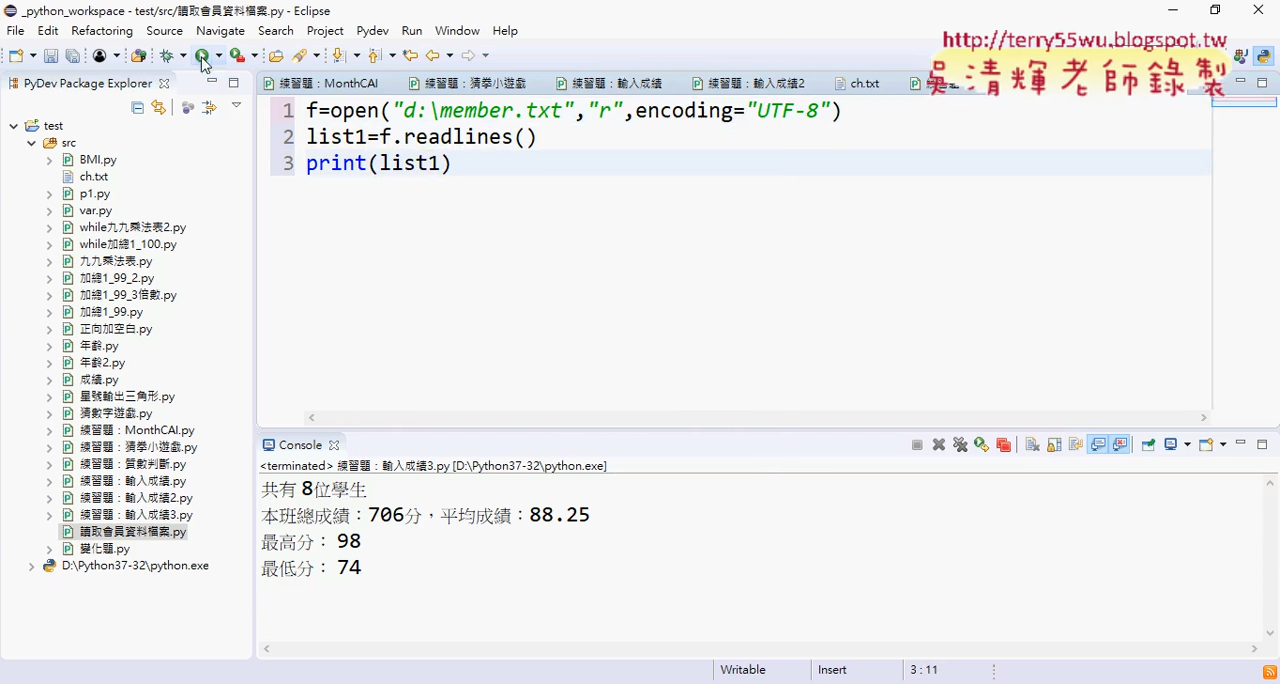 _python_workspace - test/src/讀取會員資料檔案.py - Eclipse
File Edit Refactoring Source Navigate Search Project Pydev Run Window Help
http://terry55wu.blogspot.tw
吳清輝老師錄製
PyDev Package Explorer
練習題：MonthCAl 練習題：猜拳小遊戲 練習題：輸入成績 練習題：輸入成績2 ch.txt
1 f=open("d:\member.txt","r",encoding="UTF-8")
2 list1=f.readlines()
3 print(list1)
test
src
BMI.py
ch.txt
p1.py
var.py
while九九乘法表2.py
while加總1_100.py
九九乘法表.py
加總1_99_2.py
加總1_99_3倍數.py
加總1_99.py
正向加空白.py
年齡.py
年齡2.py
成績.py
星號輸出三角形.py
猜數字遊戲.py
練習題：MonthCAl.py
練習題：猜拳小遊戲.py
練習題：質數判斷.py
練習題：輸入成績.py
練習題：輸入成績2.py
練習題：輸入成績3.py
讀取會員資料檔案.py
變化題.py
D:\Python37-32\python.exe
Console
<terminated> 練習題：輸入成績3.py [D:\Python37-32\python.exe]
共有 8位學生
本班總成績：706分，平均成績：88.25
最高分： 98
最低分： 74
Writable Insert 3 : 11